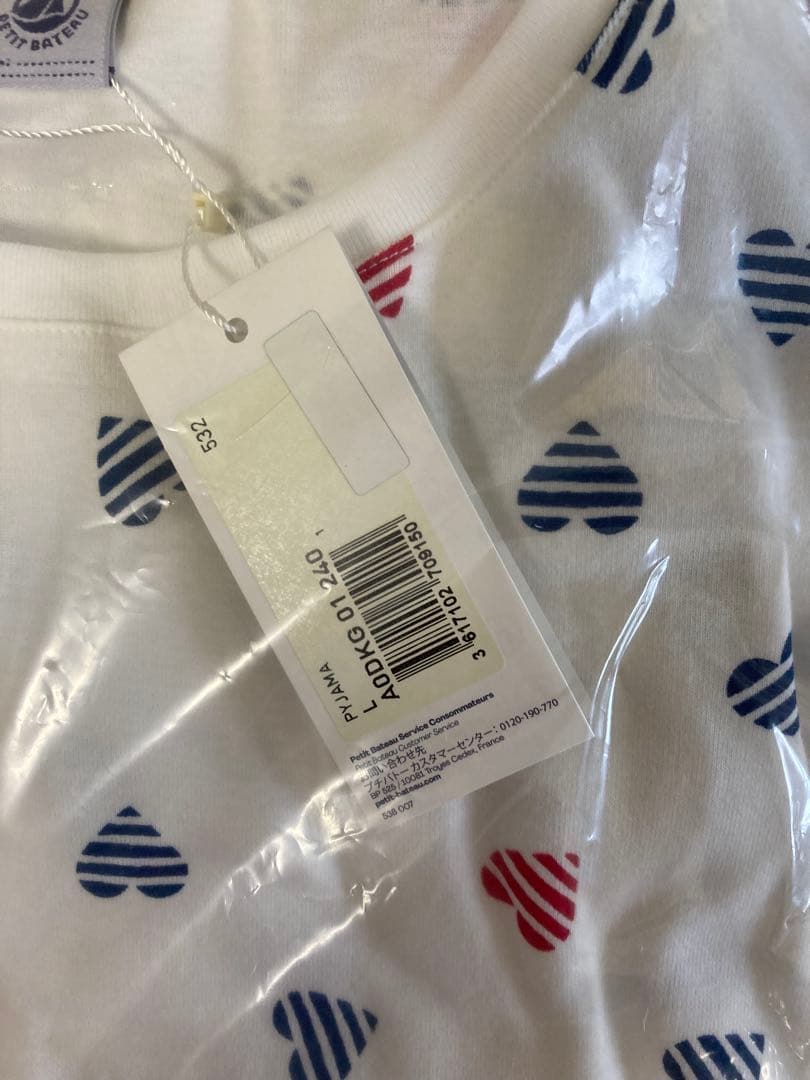 PETIT BATEAU
532
PYJAMA
L A0DKG 01 240 1
3 617102 709150
Petit Bateau Service Consommateurs
Petit Bateau Customer Service
お問い合わせ先
プチバトー カスタマーセンター：0120-190-770
BP 525 / 10081 Troyes Cedex, France
petit-bateau.com
538 007